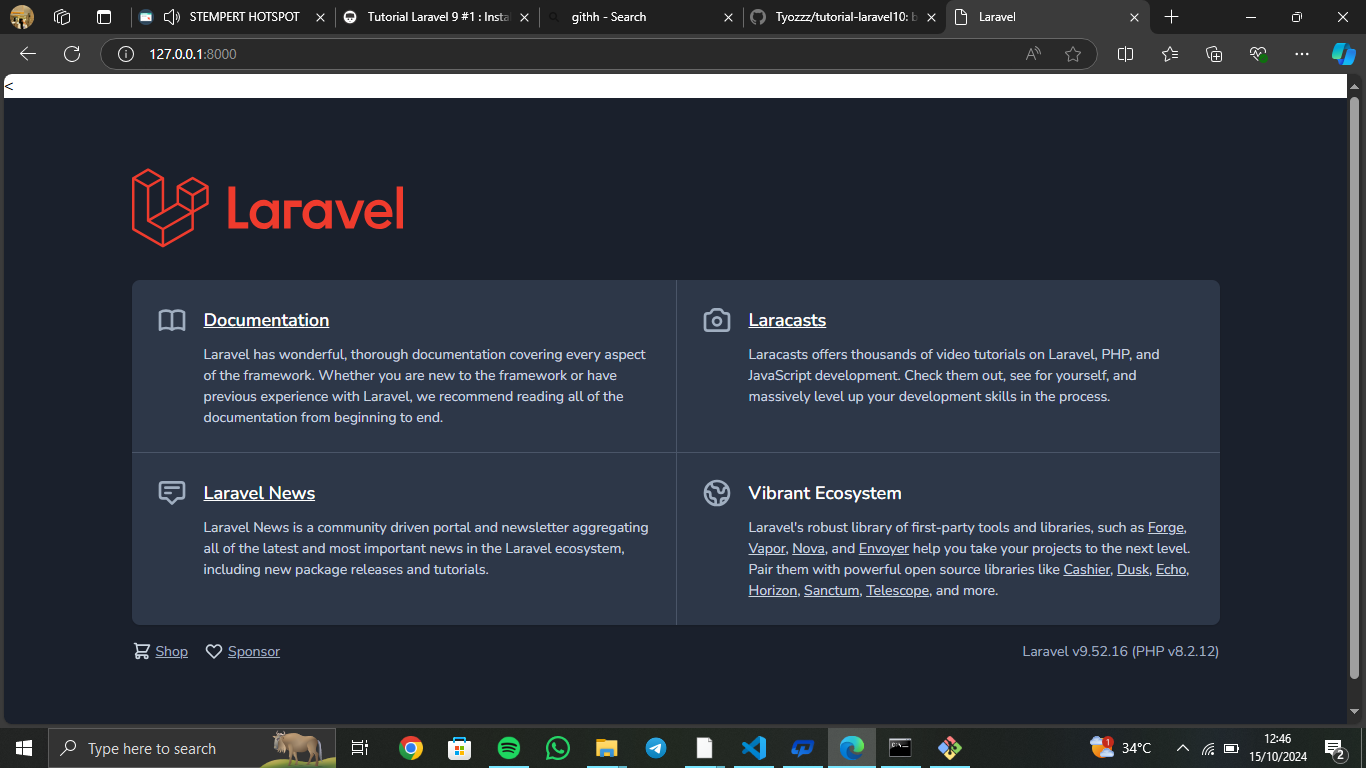 STEMPERT HOTSPOT
Tutorial Laravel 9 #1 : Insta
githh - Search
Tyozzz/tutorial-laravel10: b
Laravel
127.0.0.1:8000
<
Laravel
Documentation
Laravel has wonderful, thorough documentation covering every aspect
of the framework. Whether you are new to the framework or have
previous experience with Laravel, we recommend reading all of the
documentation from beginning to end.
Laracasts
Laracasts offers thousands of video tutorials on Laravel, PHP, and
JavaScript development. Check them out, see for yourself, and
massively level up your development skills in the process.
Laravel News
Laravel News is a community driven portal and newsletter aggregating
all of the latest and most important news in the Laravel ecosystem,
including new package releases and tutorials.
Vibrant Ecosystem
Laravel's robust library of first-party tools and libraries, such as Forge,
Vapor, Nova, and Envoyer help you take your projects to the next level.
Pair them with powerful open source libraries like Cashier, Dusk, Echo,
Horizon, Sanctum, Telescope, and more.
Shop
Sponsor
Laravel v9.52.16 (PHP v8.2.12)
Type here to search
1
34°C
12:46
15/10/2024
2